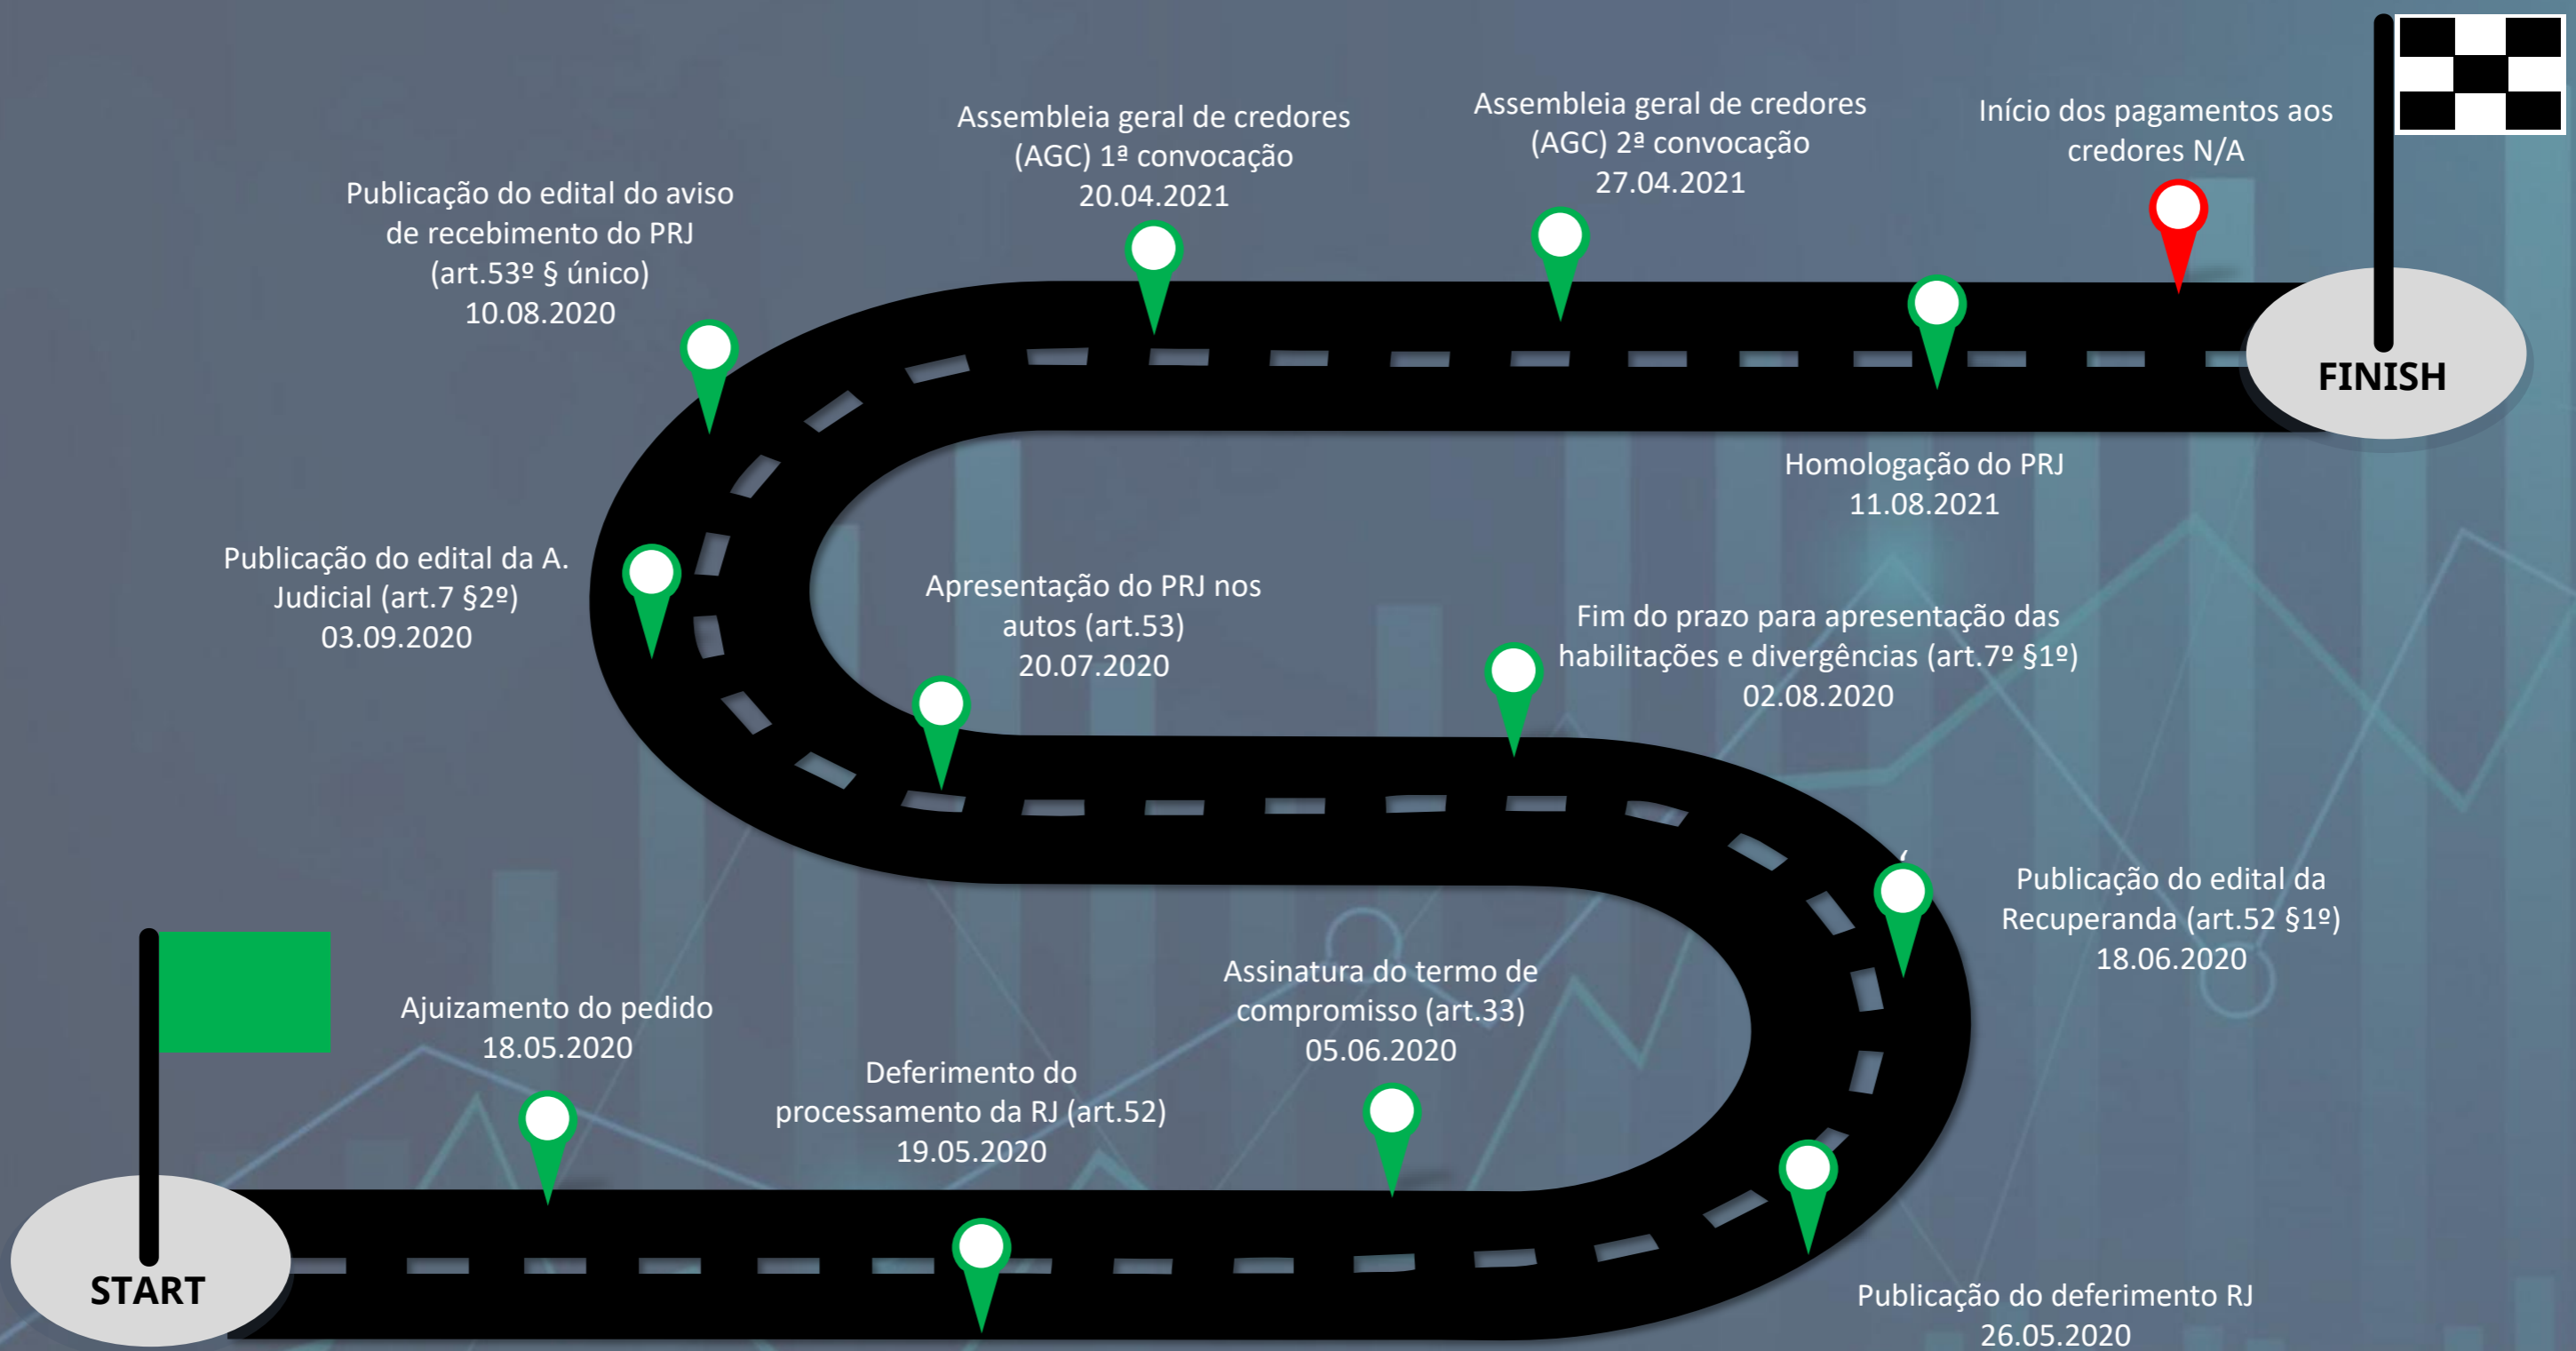 Assembleia geral de credores
(AGC) 1ª convocação
20.04.2021
Assembleia geral de credores
(AGC) 2ª convocação
27.04.2021
Início dos pagamentos aos
credores N/A
Publicação do edital do aviso
de recebimento do PRJ
(art.53º § único)
10.08.2020
FINISH
Homologação do PRJ
11.08.2021
Publicação do edital da A.
Judicial (art.7 §2º)
03.09.2020
Apresentação do PRJ nos
autos (art.53)
20.07.2020
Fim do prazo para apresentação das
habilitações e divergências (art.7º §1º)
02.08.2020
‘
Publicação do edital da
Recuperanda (art.52 §1º)
18.06.2020
Ajuizamento do pedido
18.05.2020
Deferimento do
processamento da RJ (art.52)
19.05.2020
Assinatura do termo de
compromisso (art.33)
05.06.2020
START
Publicação do deferimento RJ
26.05.2020